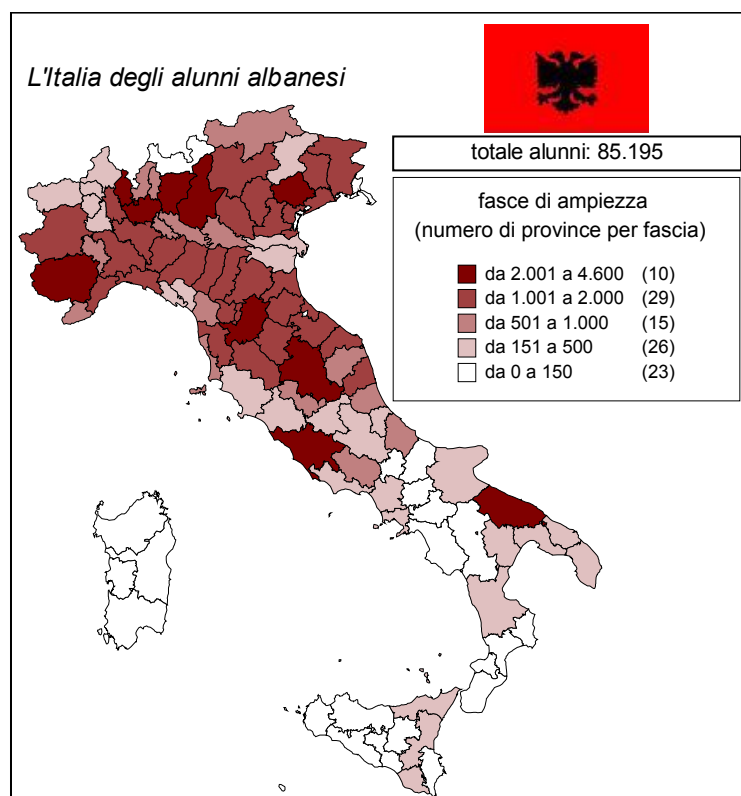 L'Italia degli alunni albanesi
totale alunni: 85.195
fasce di ampiezza
(numero di province per fascia)
da 2.001 a 4.600 (10)
da 1.001 a 2.000 (29)
da 501 a 1.000 (15)
da 151 a 500 (26)
da 0 a 150 (23)